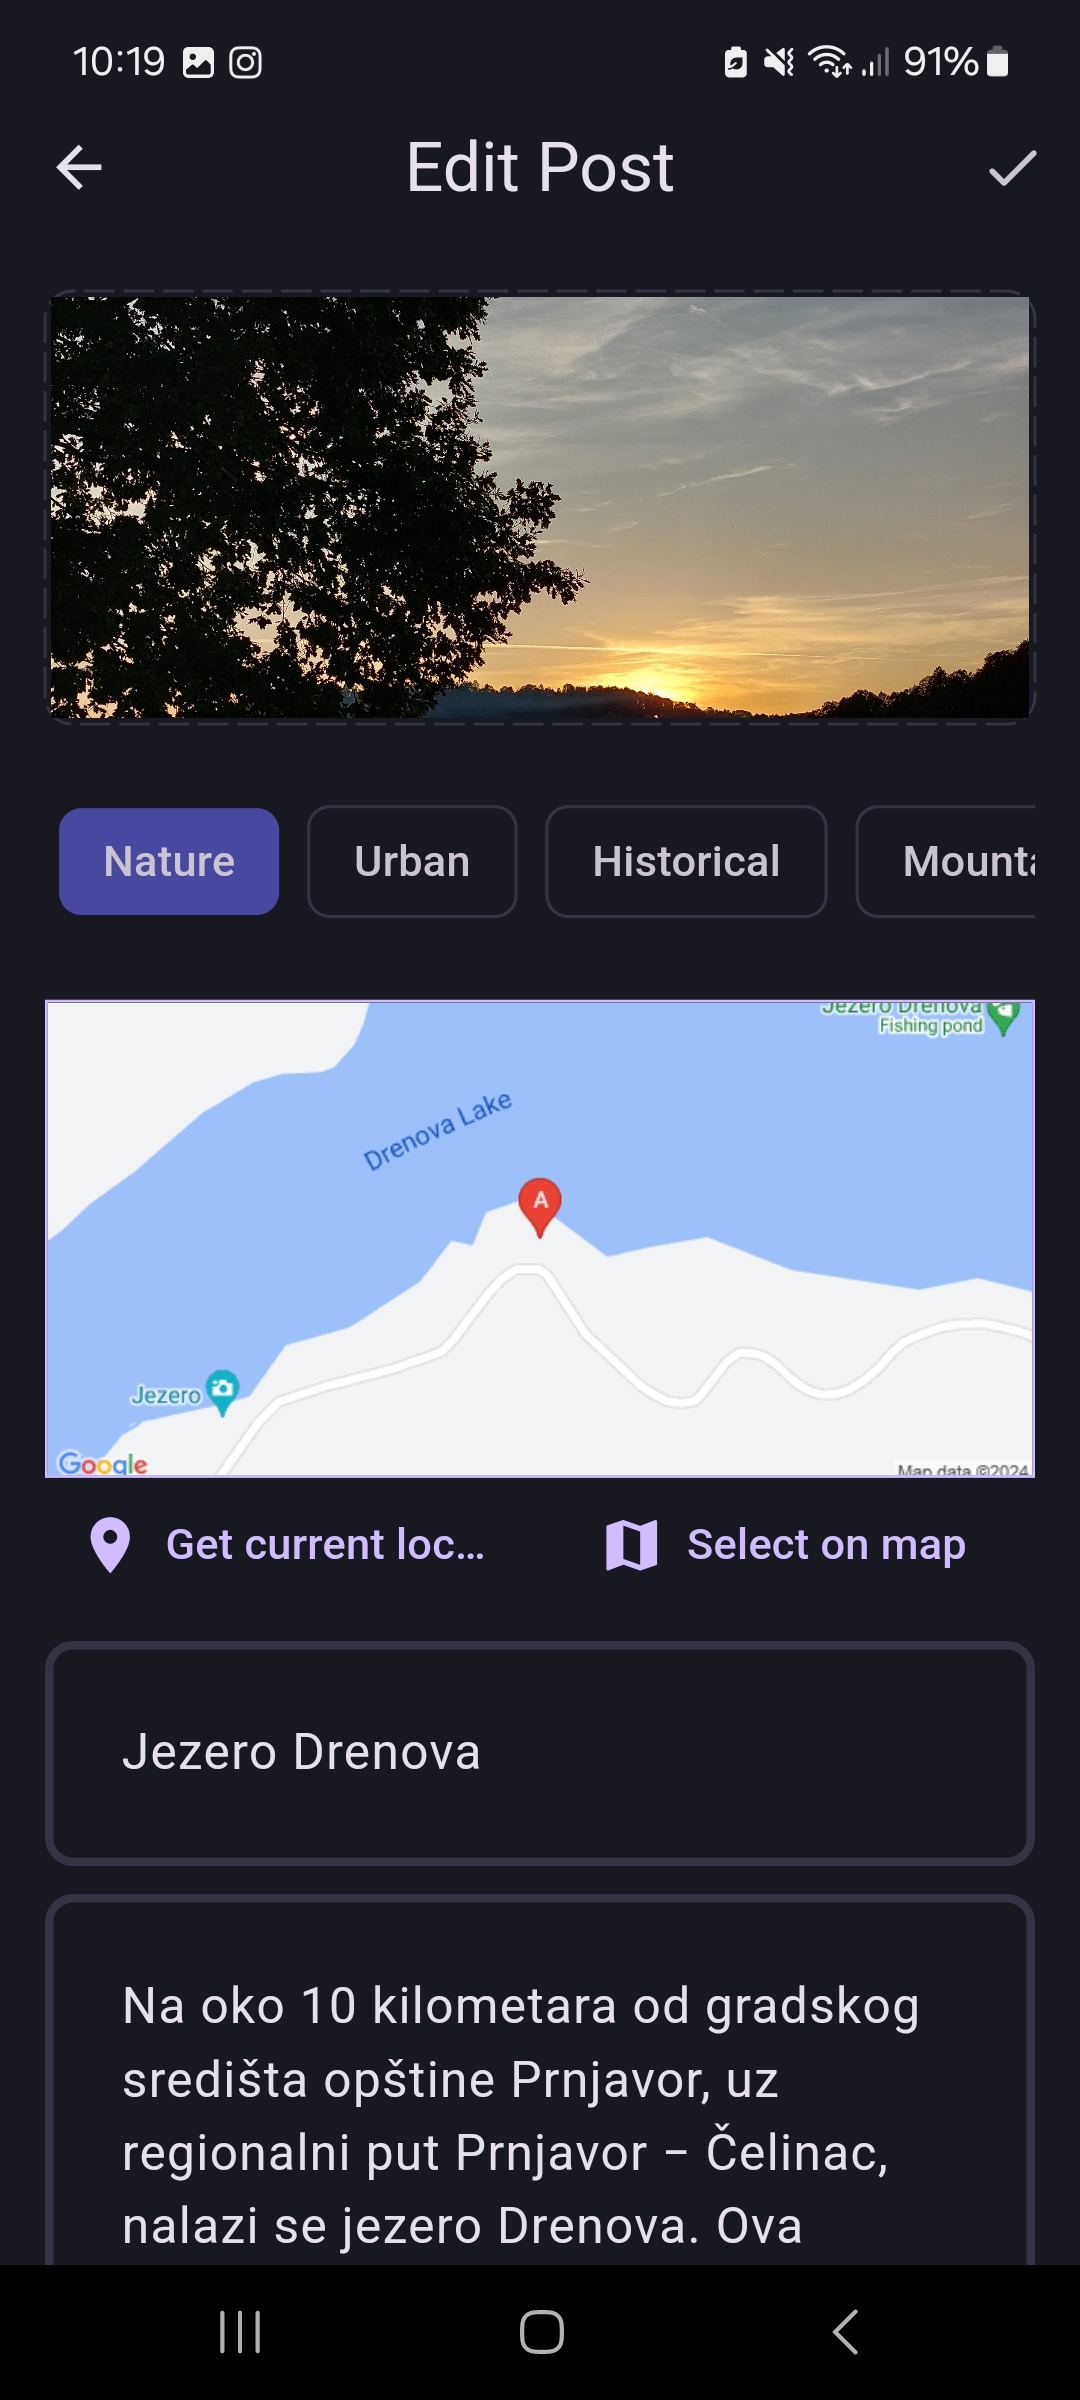 10:19
91%
Edit Post
Nature Urban Historical Mounta
Jezero Drenova
Fishing pond
Drenova Lake
A
Jezero
Google
Map data ©2024
Get current loc...
Select on map
Jezero Drenova
Na oko 10 kilometara od gradskog
središta opštine Prnjavor, uz
regionalni put Prnjavor – Čelinac,
nalazi se jezero Drenova. Ova